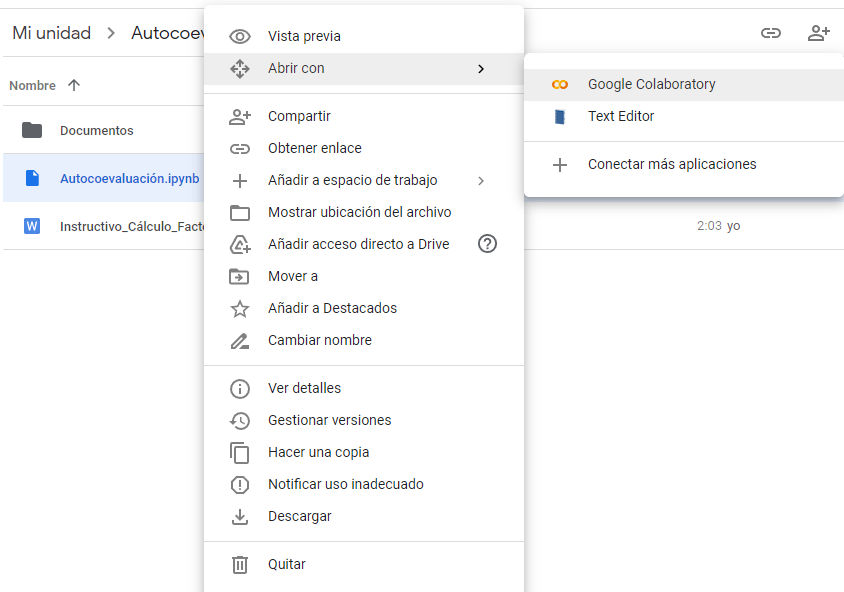 Mi unidad > Autocoev
Nombre
Documentos
Autocoevaluación.ipynb
W Instructivo_Cálculo_Fact
2:03 yo
Vista previa
Abrir con
Compartir
Obtener enlace
Añadir a espacio de trabajo
Mostrar ubicación del archivo
Añadir acceso directo a Drive
Mover a
Añadir a Destacados
Cambiar nombre
Ver detalles
Gestionar versiones
Hacer una copia
Notificar uso inadecuado
Descargar
Quitar
Google Colaboratory
Text Editor
Conectar más aplicaciones